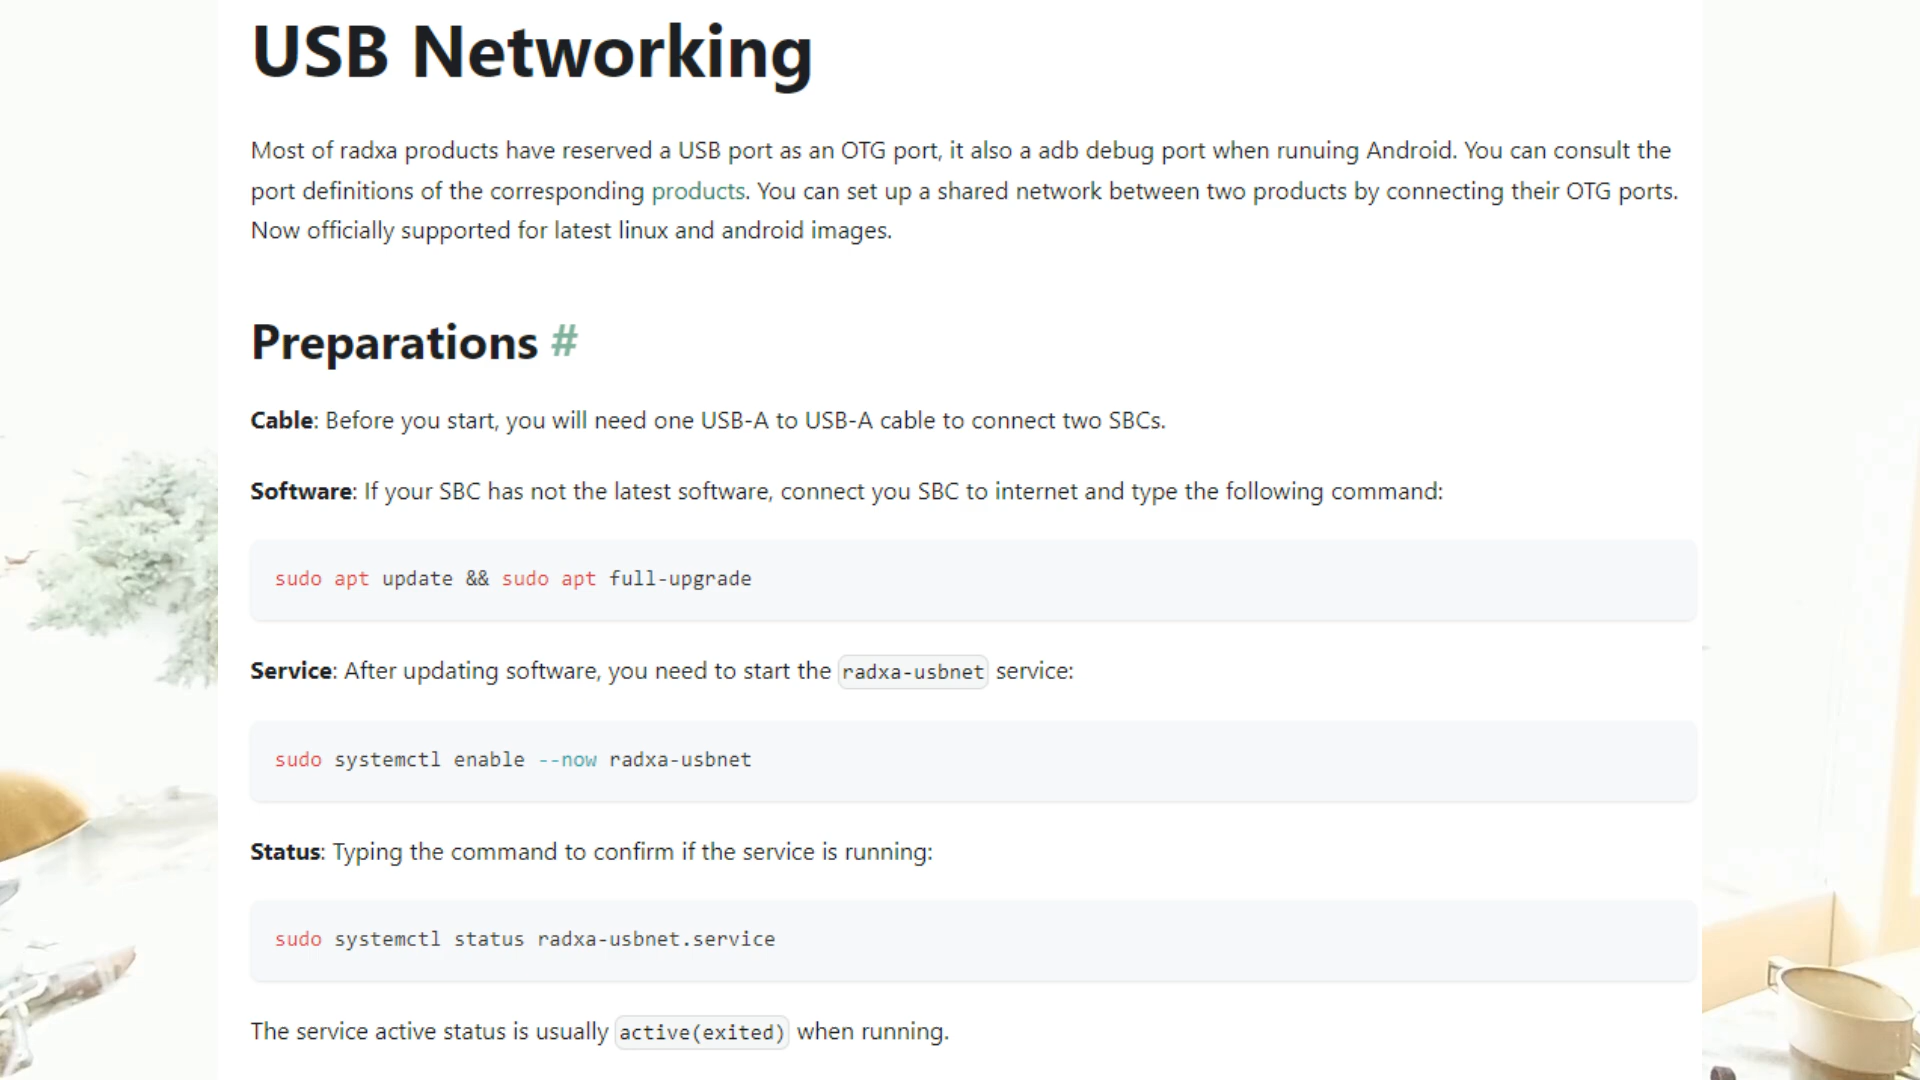 USB Networking
Most of radxa products have reserved a USB port as an OTG port, it also a adb debug port when runuing Android. You can consult the
port definitions of the corresponding products. You can set up a shared network between two products by connecting their OTG ports.
Now officially supported for latest linux and android images.
Preparations #
Cable: Before you start, you will need one USB-A to USB-A cable to connect two SBCs.
Software: If your SBC has not the latest software, connect you SBC to internet and type the following command:
sudo apt update && sudo apt full-upgrade
Service: After updating software, you need to start the radxa-usbnet service:
sudo systemctl enable --now radxa-usbnet
Status: Typing the command to confirm if the service is running:
sudo systemctl status radxa-usbnet.service
The service active status is usually active(exited) when running.